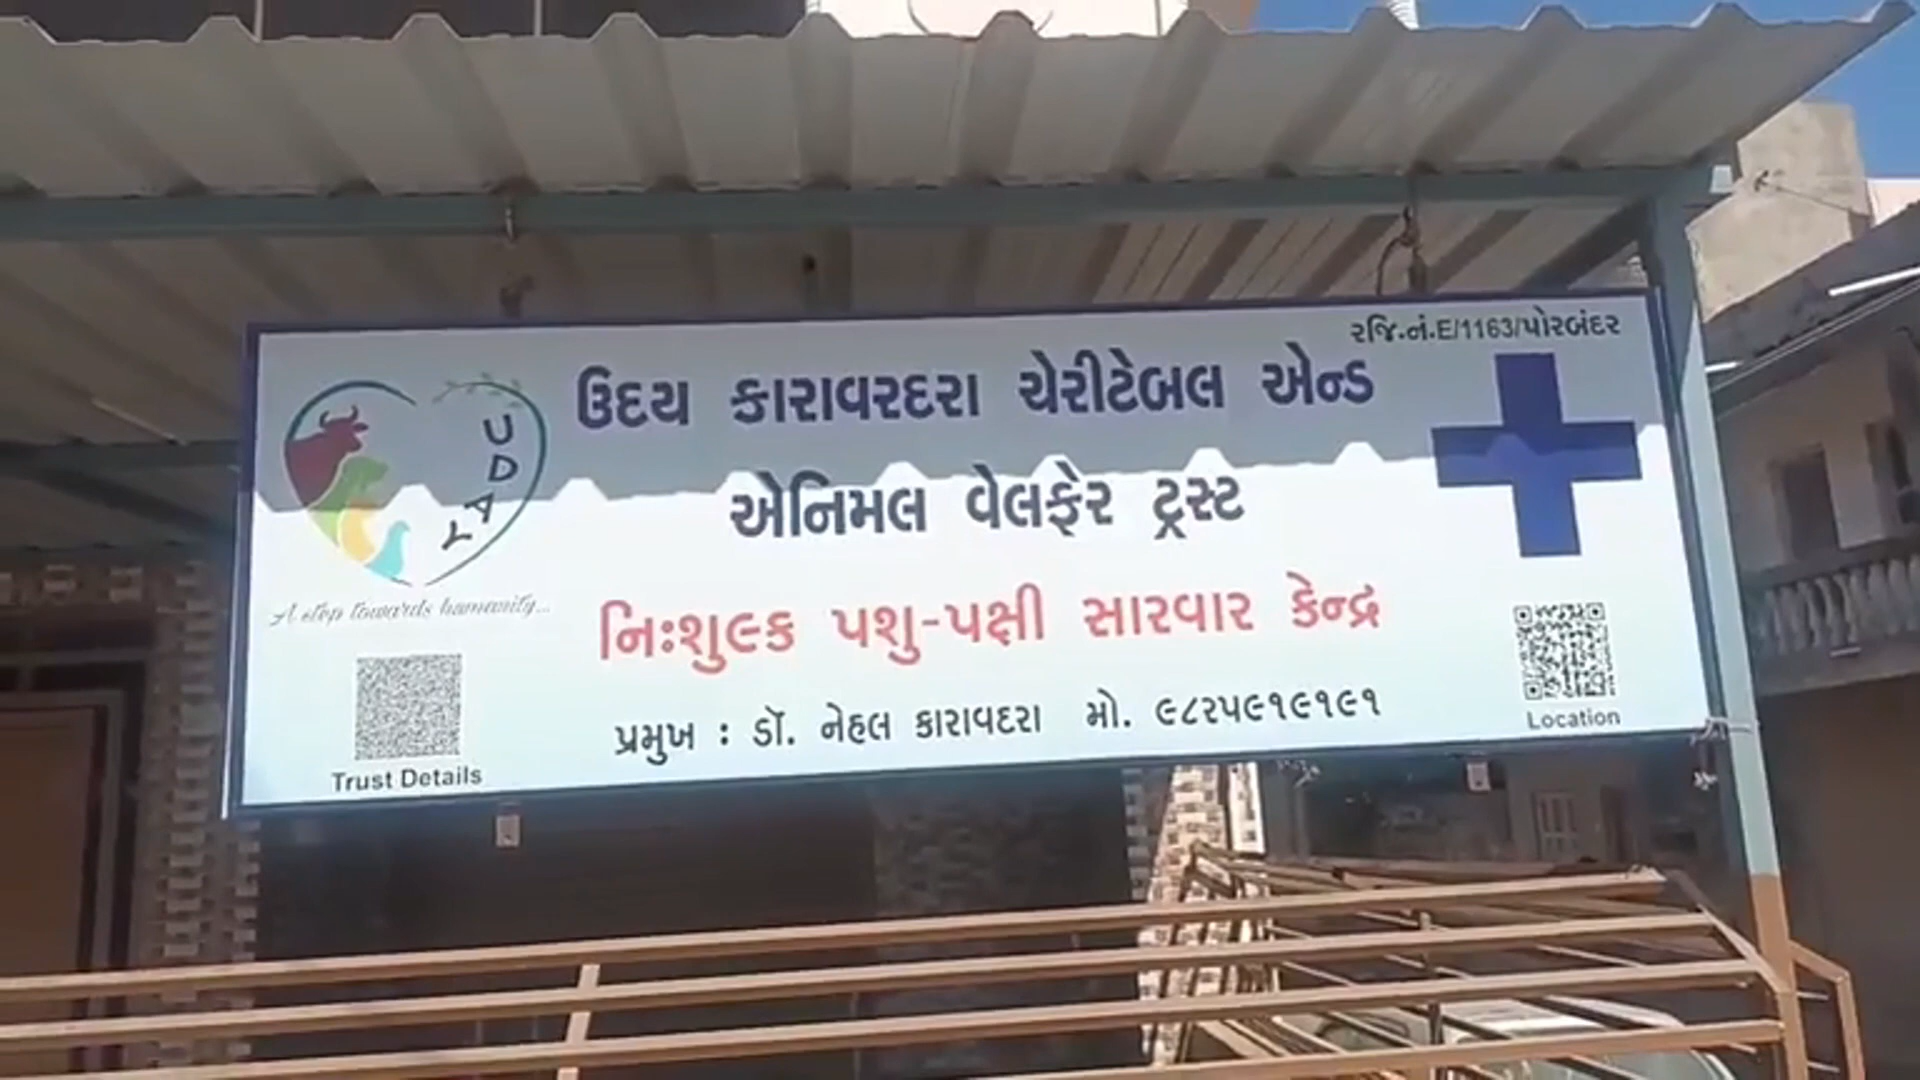 રજિ.નં.E/1163/પોરબંદર
ઉદય કારાવરદરા ચેરીટેબલ એન્ડ
એનિમલ વેલફેર ટ્રસ્ટ
UDAY
A step towards humanity...
નિઃશુલ્ક પશુ-પક્ષી સારવાર કેન્દ્ર
પ્રમુખ : ડૉ. નેહલ કારાવદરા મો. ૯૮૨૫૯૧૯૧૯૧
Trust Details
Location